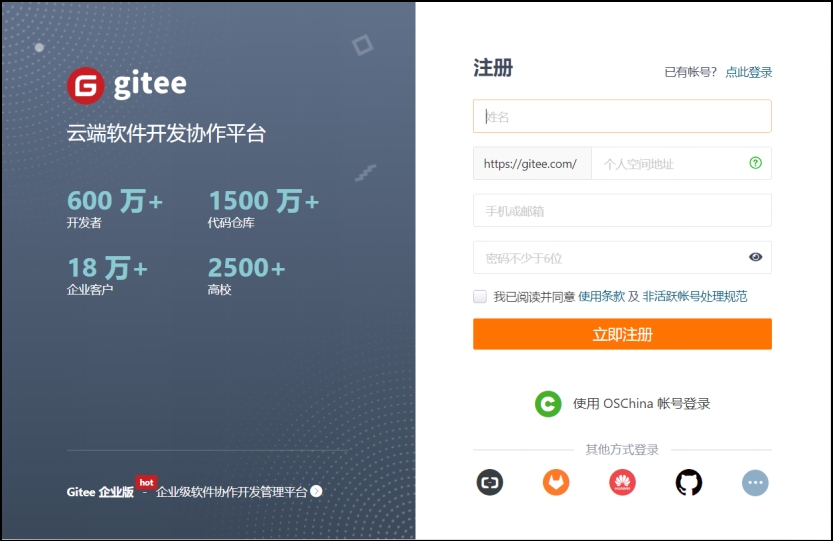 gitee
云端软件开发协作平台
600 万+ 1500 万+
开发者 代码仓库
18 万+ 2500+
企业客户 高校
Gitee 企业版 hot - 企业级软件协作开发管理平台
注册
已有帐号？ 点此登录
姓名
https://gitee.com/ 个人空间地址
手机或邮箱
密码不少于6位
我已阅读并同意 使用条款 及 非活跃帐号处理规范
立即注册
使用 OSChina 帐号登录
其他方式登录